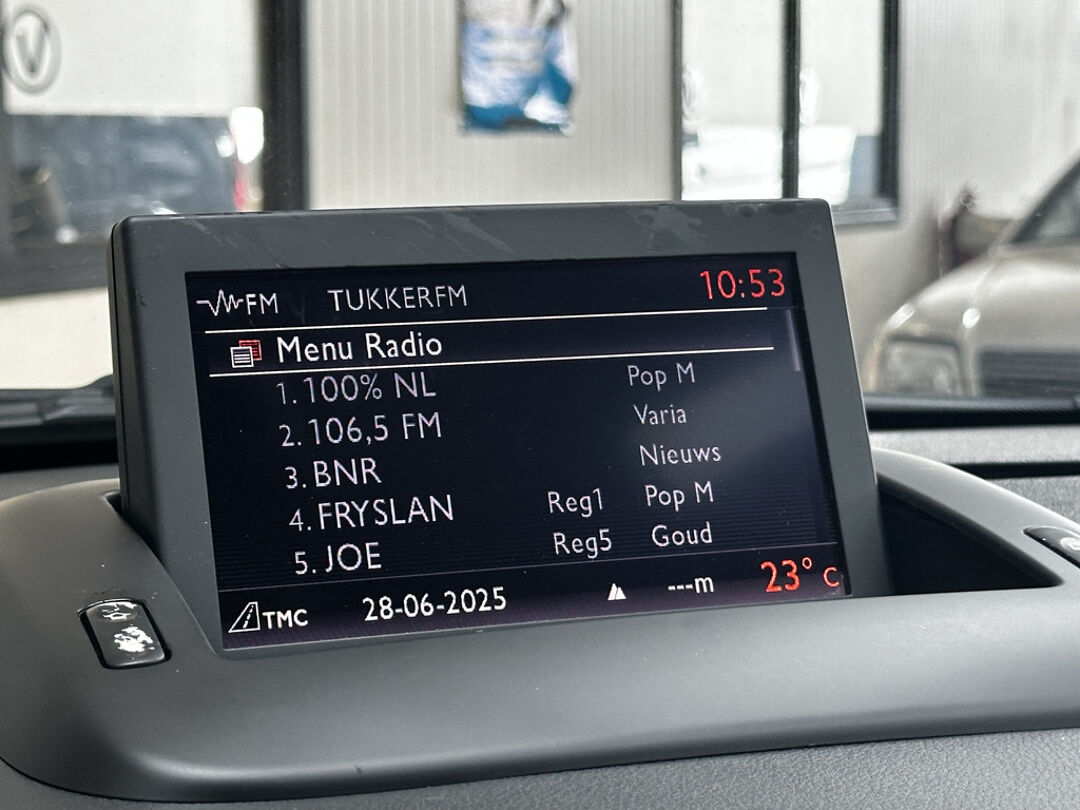 FM TUKKERFM 10:53
Menu Radio
1. 100% NL Pop M
2. 106,5 FM Varia
3. BNR Nieuws
4. FRYSLAN Reg1 Pop M
5. JOE Reg5 Goud
TMC 28-06-2025 ---m 23° C